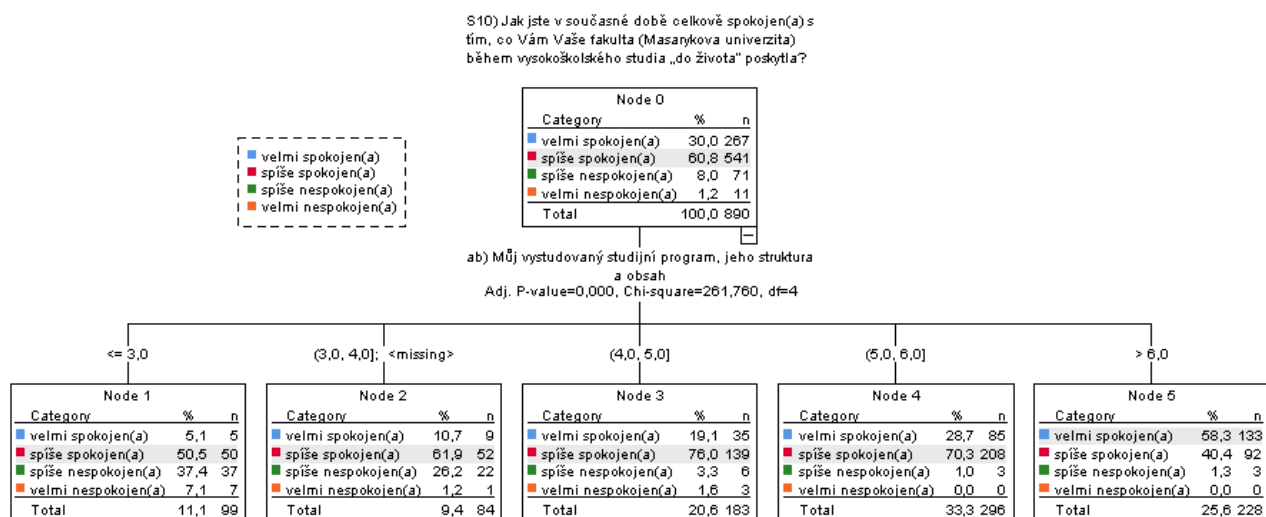 S10) Jak jste v současné době celkově spokojen(a) s
tím, co Vám Vaše fakulta (Masarykova univerzita)
během vysokoškolského studia „do života" poskytla?
velmi spokojen(a)
spíše spokojen(a)
spíše nespokojen(a)
velmi nespokojen(a)
Node 0
Category % n
velmi spokojen(a) 30,0 267
spíše spokojen(a) 60,8 541
spíše nespokojen(a) 8,0 71
velmi nespokojen(a) 1,2 11
Total 100,0 890
ab) Můj vystudovaný studijní program, jeho struktura
a obsah
Adj. P-value=0,000, Chi-square=261,760, df=4
<= 3,0
(3,0, 4,0]; <missing>
(4,0, 5,0]
(5,0, 6,0]
> 6,0
Node 1
Category % n
velmi spokojen(a) 5,1 5
spíše spokojen(a) 50,5 50
spíše nespokojen(a) 37,4 37
velmi nespokojen(a) 7,1 7
Total 11,1 99
Node 2
Category % n
velmi spokojen(a) 10,7 9
spíše spokojen(a) 61,9 52
spíše nespokojen(a) 26,2 22
velmi nespokojen(a) 1,2 1
Total 9,4 84
Node 3
Category % n
velmi spokojen(a) 19,1 35
spíše spokojen(a) 76,0 139
spíše nespokojen(a) 3,3 6
velmi nespokojen(a) 1,6 3
Total 20,6 183
Node 4
Category % n
velmi spokojen(a) 28,7 85
spíše spokojen(a) 70,3 208
spíše nespokojen(a) 1,0 3
velmi nespokojen(a) 0,0 0
Total 33,3 296
Node 5
Category % n
velmi spokojen(a) 58,3 133
spíše spokojen(a) 40,4 92
spíše nespokojen(a) 1,3 3
velmi nespokojen(a) 0,0 0
Total 25,6 228